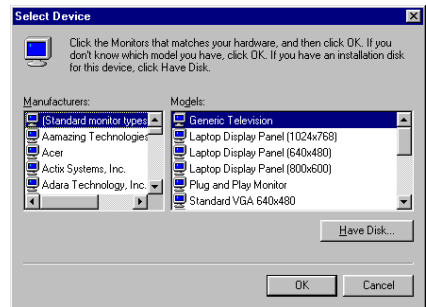 Select Device
Click the Monitors that matches your hardware, and then click OK. If you
don't know which model you have, click OK. If you have an installation disk
for this device, click Have Disk.
Manufacturers:
(Standard monitor types
Aamazing Technologies
Acer
Actix Systems, Inc.
Adara Technology, Inc.
Models:
Generic Television
Laptop Display Panel (1024x768)
Laptop Display Panel (640x480)
Laptop Display Panel (800x600)
Plug and Play Monitor
Standard VGA 640x480
Have Disk...
OK
Cancel